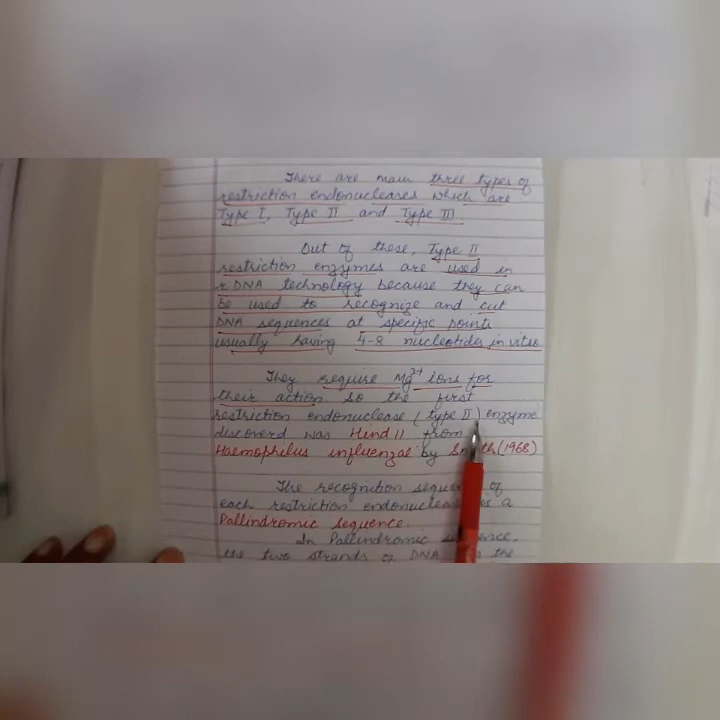 There are main three types of
restriction endonucleases which are
Type I, Type II and Type III
Out of these, Type II
restriction enzymes are used in
r DNA technology because they can
be used to recognize and cut
DNA sequences at specific points
usually having 4-8 nucleotides in vitro
They require Mg2+ Ions for
their action so the first
restriction endonuclease (type II) enzyme
discoverd was Hind II from
Haemophilus influenzae by Smith (1968)
The recognition of
each restriction endonuclease is a
Pallindromic sequence.
In Pallindromic
the two strands of DNA the